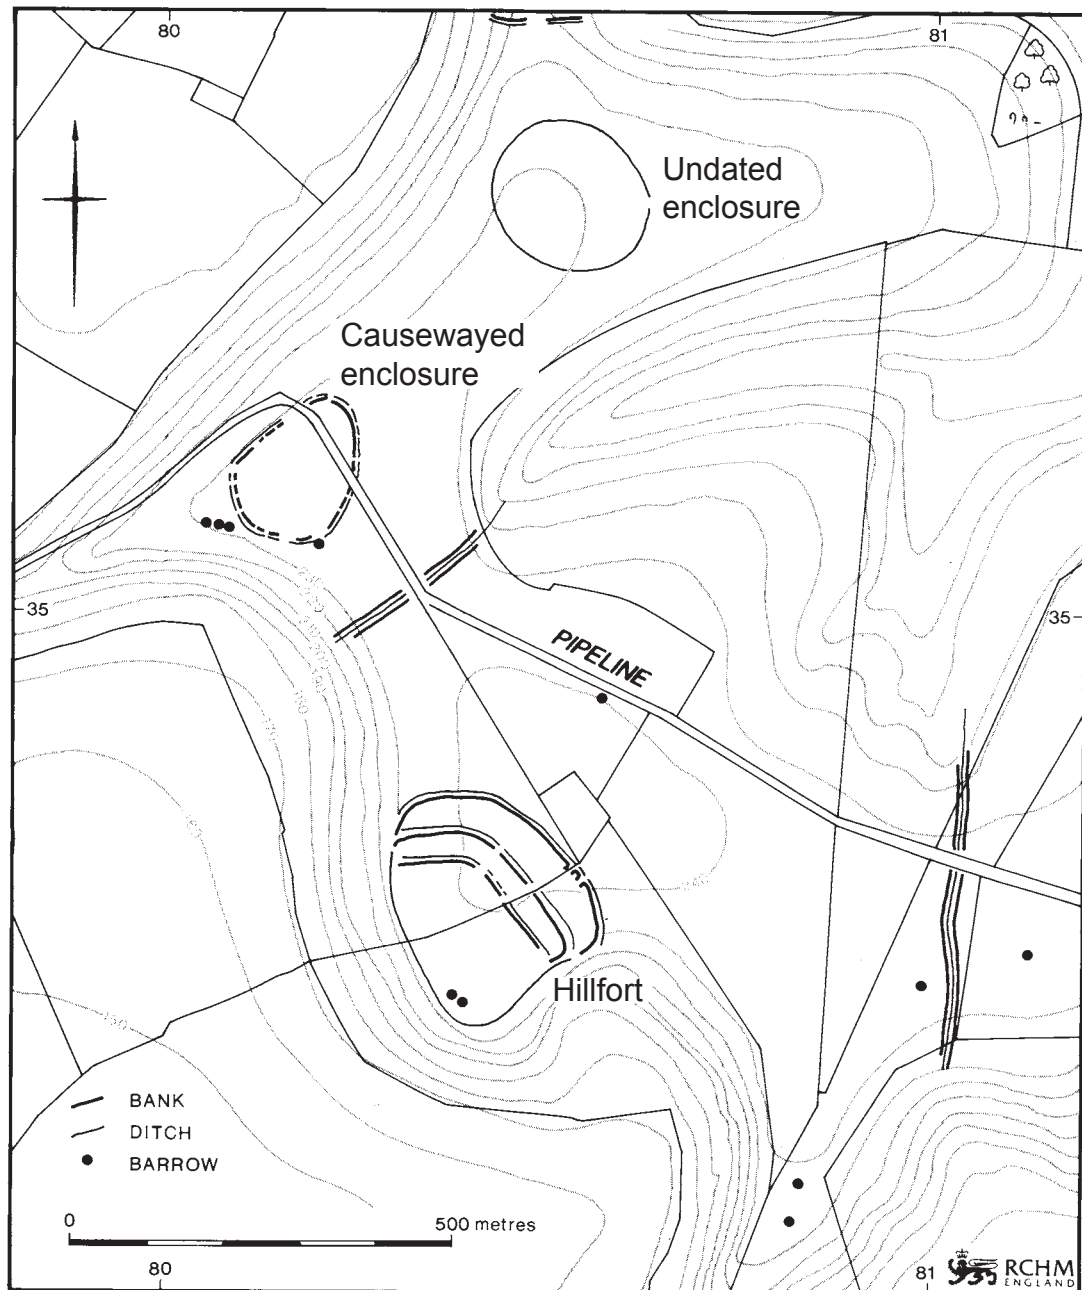 80
81
Undated
enclosure
Causewayed
enclosure
35
35
PIPELINE
Hillfort
150
BANK
DITCH
BARROW
0
500 metres
80
81
RCHM
ENGLAND